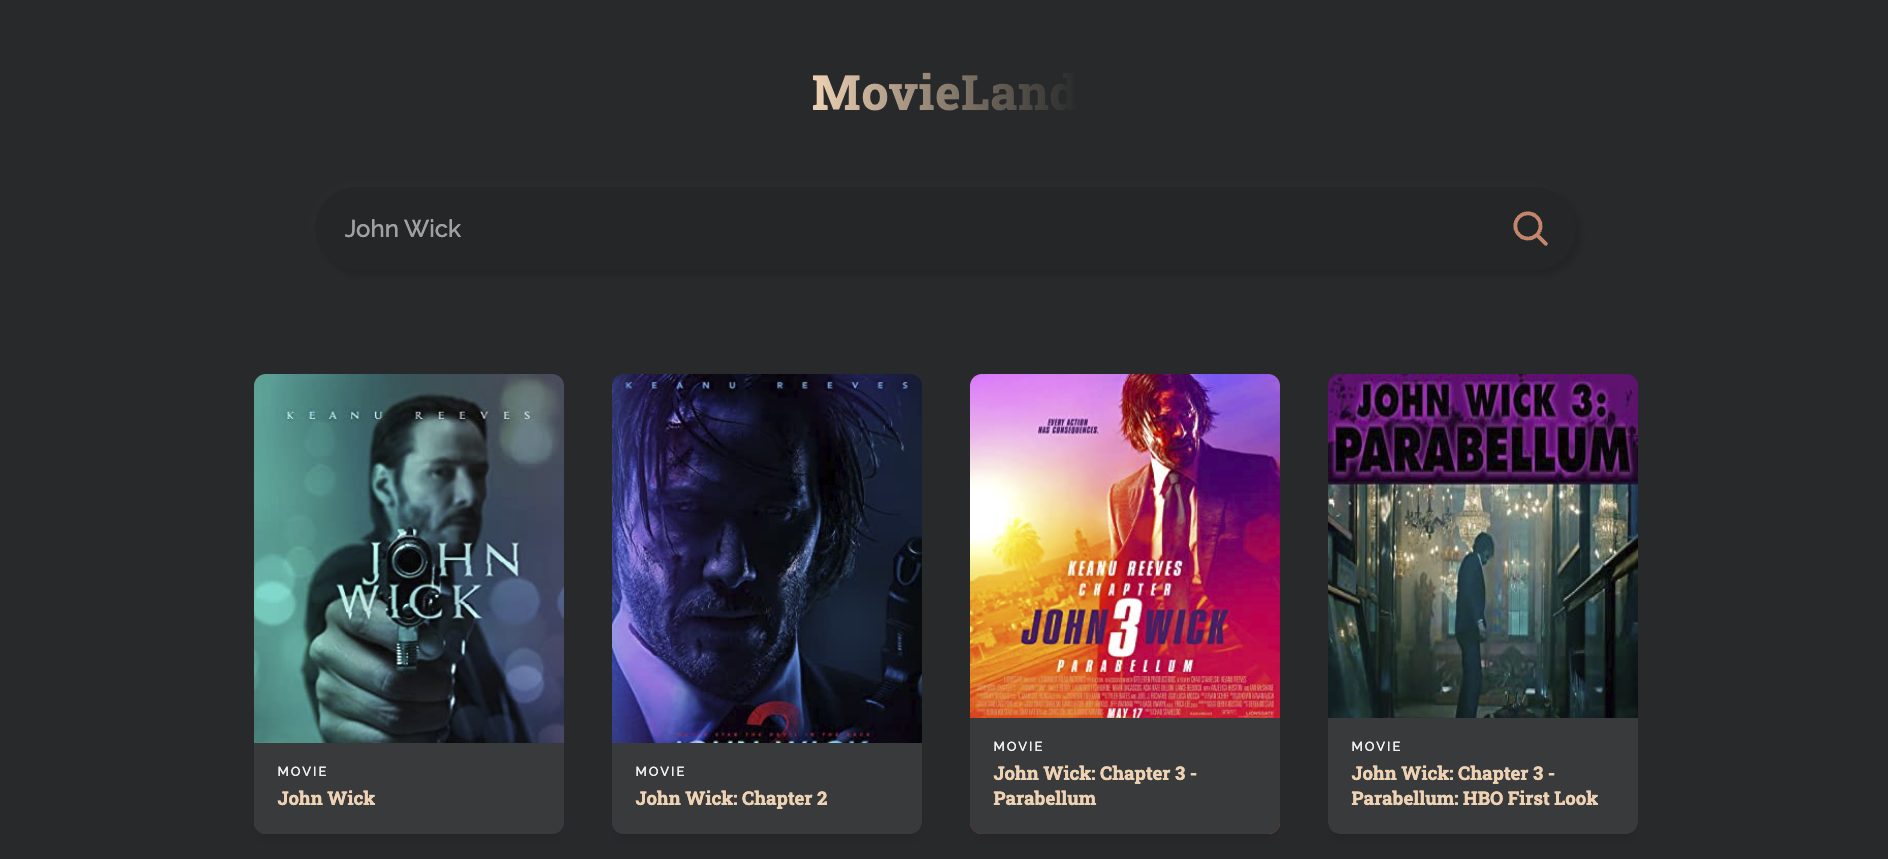 MovieLand
John Wick
KEANU REEVES
JOHN
WICK
MOVIE
John Wick
KEANU REEVES
2
MOVIE
John Wick: Chapter 2
EVERY ACTION
HAS CONSEQUENCES.
KEANU REEVES
CHAPTER
JOHN 3 WICK
PARABELLUM
MAY 17
MOVIE
John Wick: Chapter 3 -
Parabellum
JOHN WICK 3:
PARABELLUM
MOVIE
John Wick: Chapter 3 -
Parabellum: HBO First Look